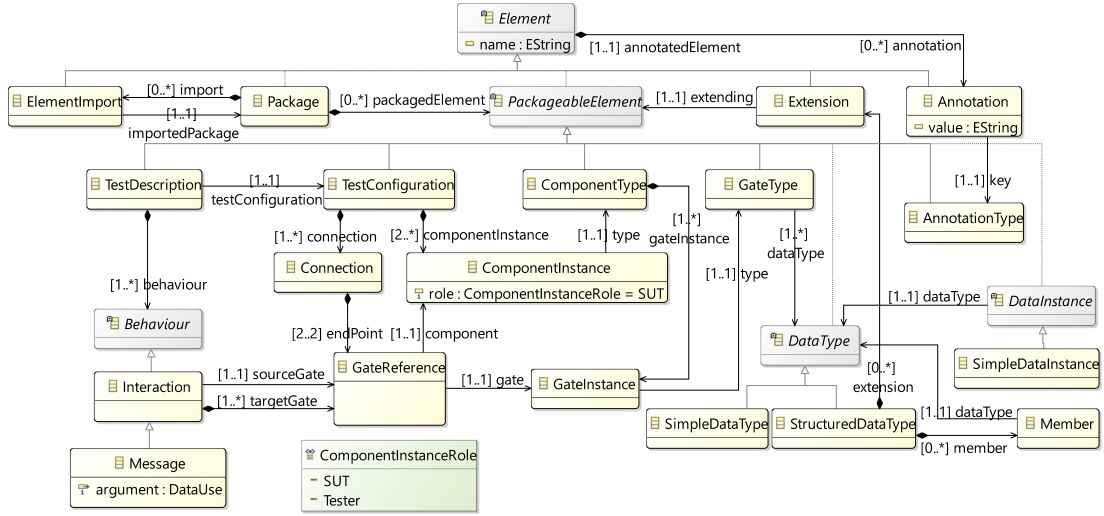 Element
name : EString
[1..1] annotatedElement
[0..*] annotation
ElementImport
[0..*] import
[1..1]
importedPackage
Package
[0..*] packagedElement
PackageableElement
[1..1] extending
Extension
Annotation
value : EString
TestDescription
[1..1]
testConfiguration
TestConfiguration
ComponentType
GateType
[1..1] key
AnnotationType
[1..*] connection
[2..*] componentInstance
[1..1] type
[1..*]
gateInstance
[1..*]
dataType
[1..1] type
Connection
ComponentInstance
role : ComponentInstanceRole = SUT
[1..*] behaviour
[1..1] dataType
DataInstance
Behaviour
[2..2] endPoint
[1..1] component
DataType
SimpleDataInstance
GateReference
[0..*]
extension
Interaction
[1..1] sourceGate
[1..*] targetGate
[1..1] gate
GateInstance
SimpleDataType
StructuredDataType
[1..1] dataType
Member
[0..*] member
Message
argument : DataUse
ComponentInstanceRole
SUT
Tester